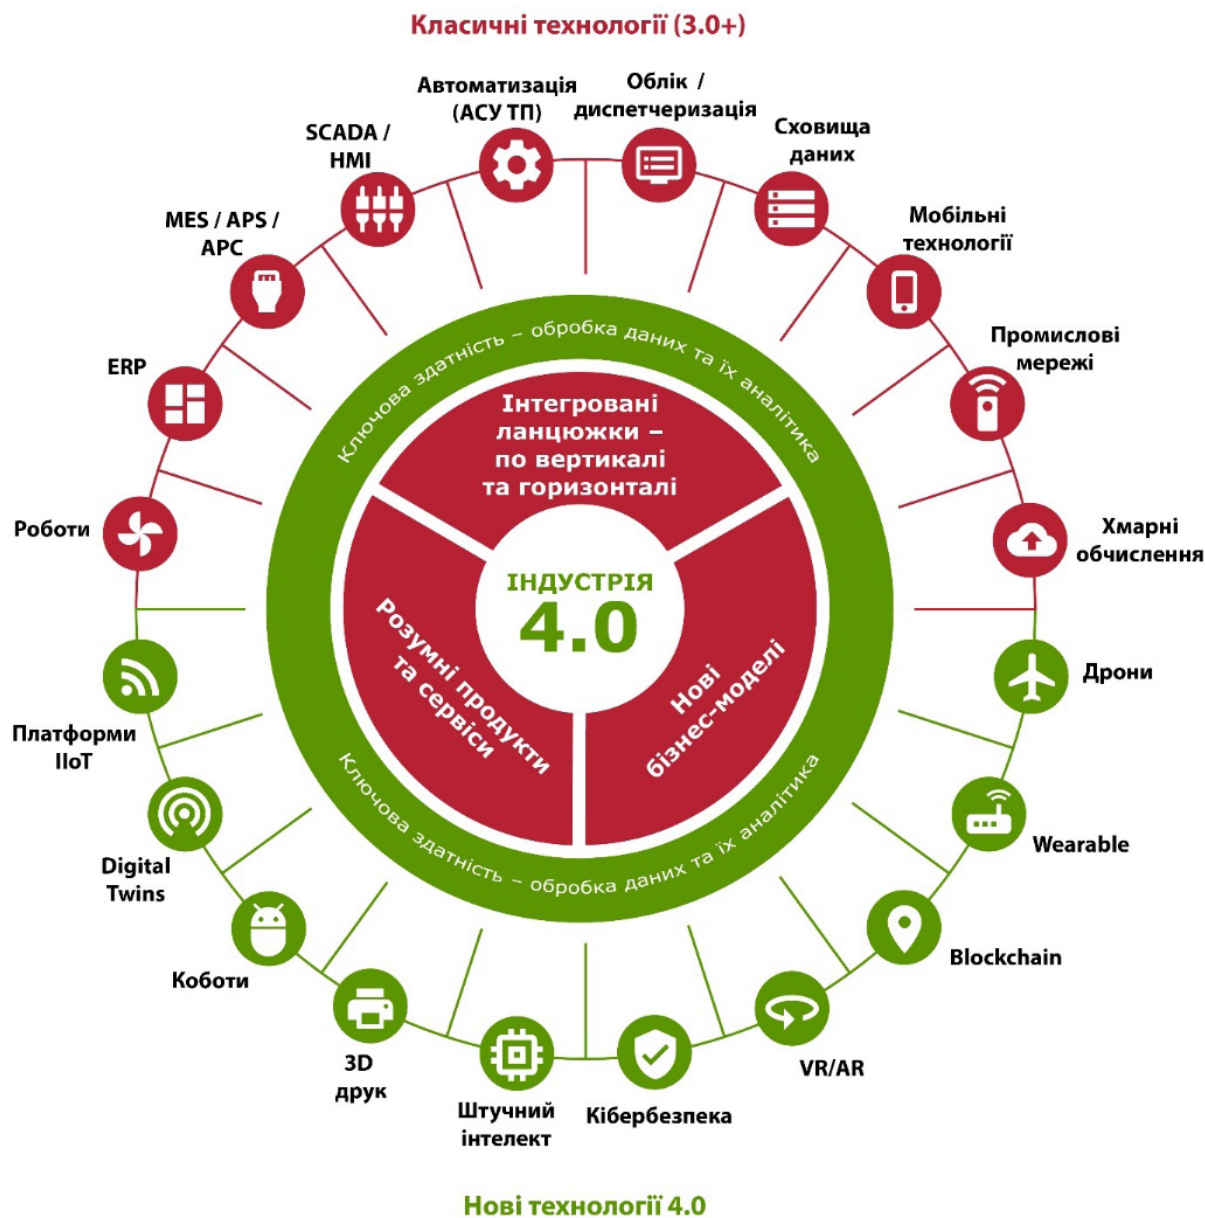 Класичні технології (3.0+)
Автоматизація
(АСУ ТП)
Облік /
диспетчеризація
SCADA /
HMI
Сховища
даних
MES / APS /
APC
Мобільні
технології
ERP
Промислові
мережі
Роботи
Хмарні
обчислення
Ключова здатність – обробка даних та їх аналітика
Інтегровані
ланцюжки –
по вертикалі
та горизонталі
ІНДУСТРІЯ
4.0
Розумні продукти
та сервіси
Нові
бізнес-моделі
Ключова здатність – обробка даних та їх аналітика
Платформи
IIoT
Дрони
Digital
Twins
Wearable
Коботи
Blockchain
3D
друк
VR/AR
Штучний
інтелект
Кібербезпека
Нові технології 4.0